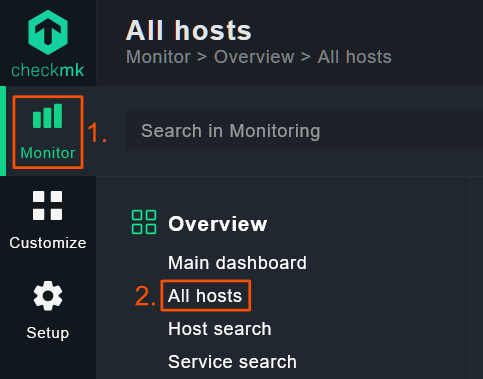 checkmk
All hosts
Monitor > Overview > All hosts
Monitor
1.
Search in Monitoring
Customize
Setup
Overview
Main dashboard
2.
All hosts
Host search
Service search